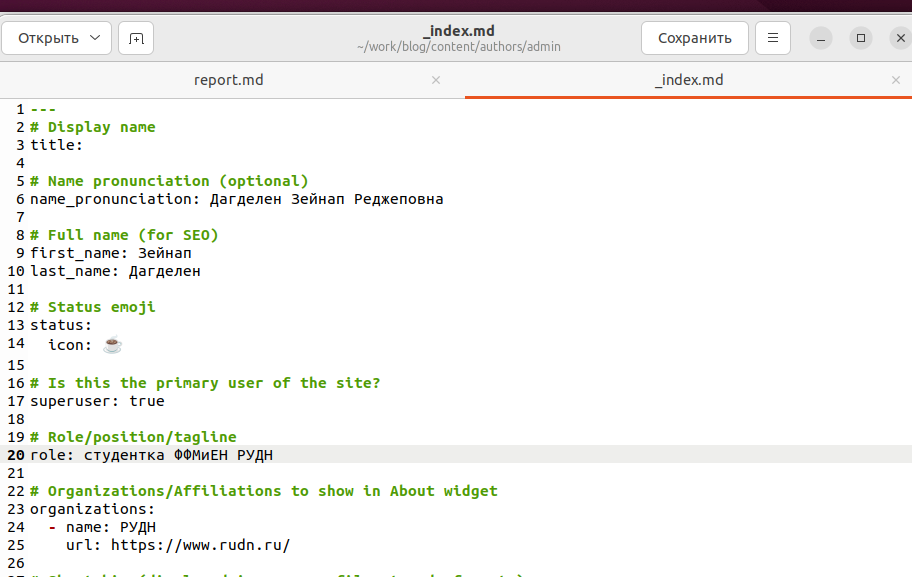 Открыть
_index.md
~/work/blog/content/authors/admin
Сохранить
report.md
_index.md
1 ---
2 # Display name
3 title:
4
5 # Name pronunciation (optional)
6 name_pronunciation: Дагделен Зейнап Реджеповна
7
8 # Full name (for SEO)
9 first_name: Зейнап
10 last_name: Дагделен
11
12 # Status emoji
13 status:
14 icon: ☕
15
16 # Is this the primary user of the site?
17 superuser: true
18
19 # Role/position/tagline
20 role: студентка ФФМиЕН РУДН
21
22 # Organizations/Affiliations to show in About widget
23 organizations:
24 - name: РУДН
25 url: https://www.rudn.ru/
26